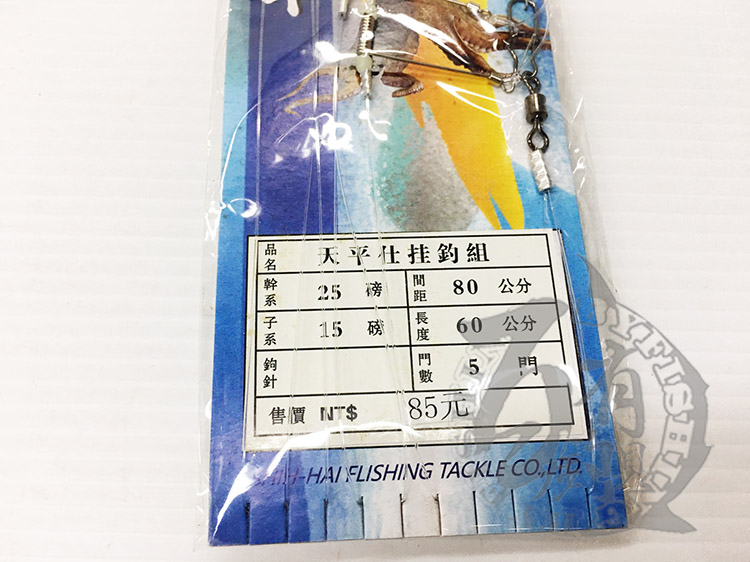 品名 天平仕挂釣組
幹系 25 磅 間距 80 公分
子系 15 磅 長度 60 公分
鉤針 門數 5 門
售價 NT$ 85元
HAI FLISHING TACKLE CO.,LTD.